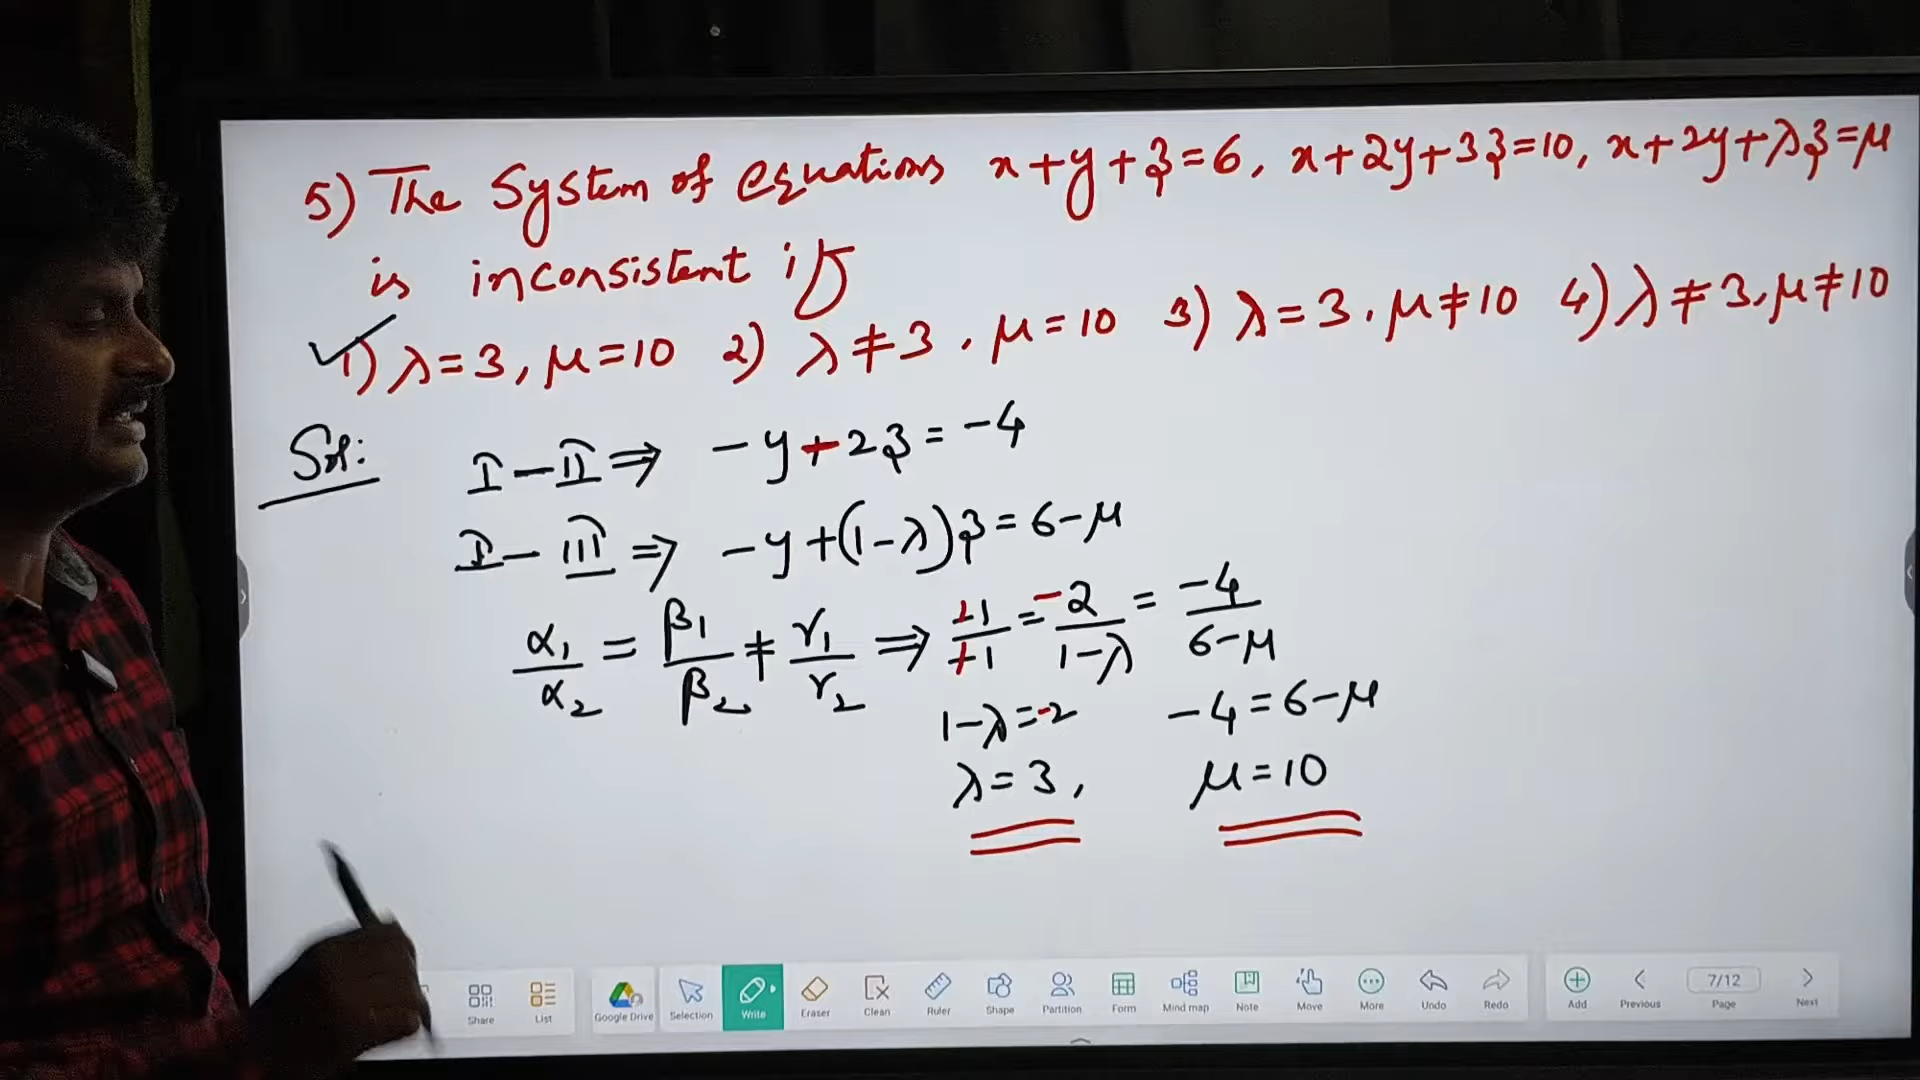 5) The System of equations x+y+z=6, x+2y+3z=10, x+2y+λz=μ
is inconsistent if
✓1) λ=3, μ=10 2) λ≠3, μ=10 3) λ=3, μ≠10 4) λ≠3, μ≠10
Sol: I-II ⇒ -y-2z=-4
I-III ⇒ -y+(1-λ)z=6-μ
α₁/α₂ = β₁/β₂ ≠ γ₁/γ₂ ⇒ +1/+1 = -2/1-λ = -4/6-μ
1-λ=-2 -4=6-μ
λ=3, μ=10
Share List Google Drive Selection Write Eraser Clean Ruler Shape Partition Form Mind map Note Move More Undo Redo Add Previous 7/12 Page Next